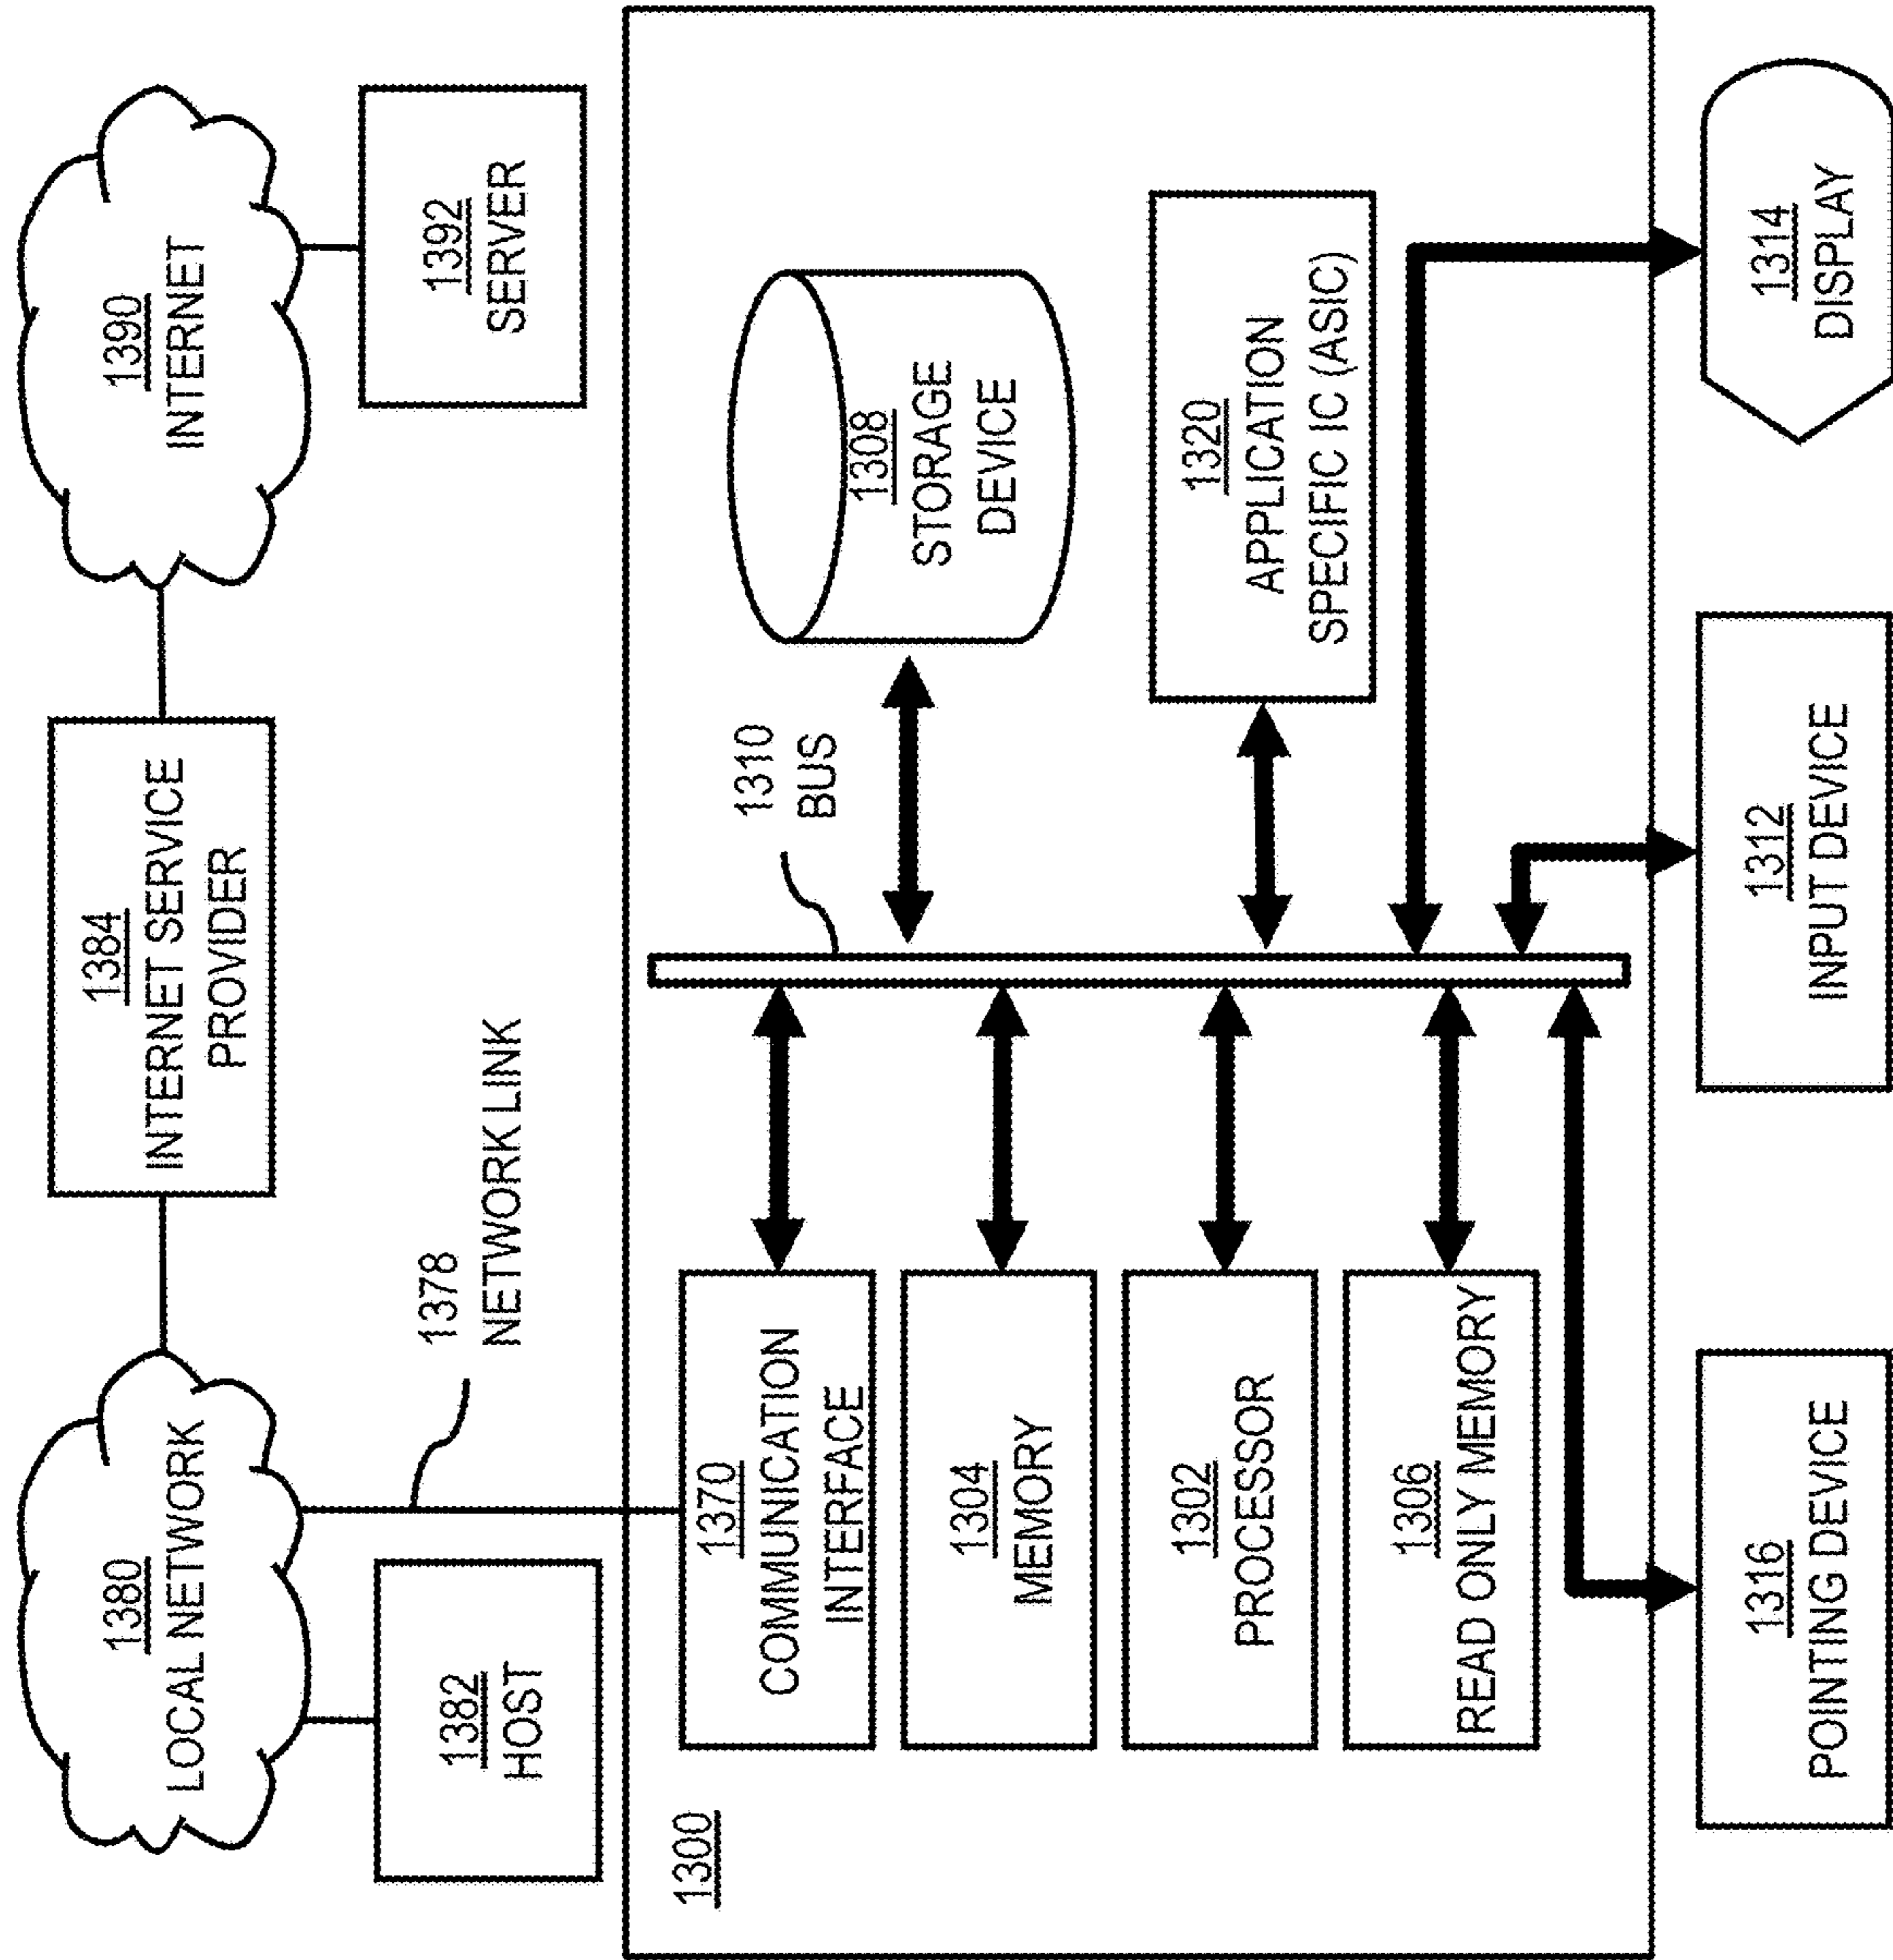 1380
LOCAL NETWORK
1384
INTERNET SERVICE
PROVIDER
1390
INTERNET
1382
HOST
1378
NETWORK LINK
1392
SERVER
1300
1370
COMMUNICATION
INTERFACE
1310
BUS
1308
STORAGE
DEVICE
1304
MEMORY
1302
PROCESSOR
1320
APPLICATION
SPECIFIC IC (ASIC)
1306
READ ONLY MEMORY
1316
POINTING DEVICE
1312
INPUT DEVICE
1314
DISPLAY